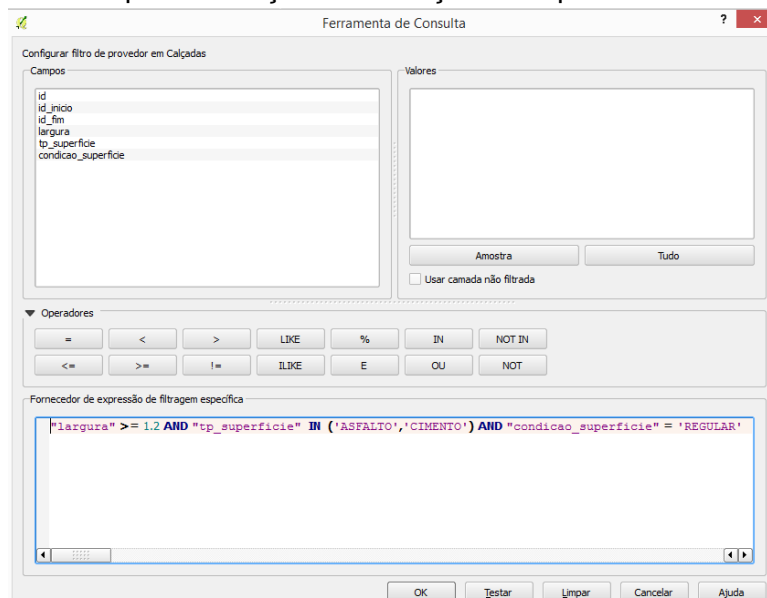 Ferramenta de Consulta
?
×
Configurar filtro de provedor em Calçadas
Campos
id
id_inicio
id_fim
largura
tp_superficie
condicao_superficie
Valores
Amostra
Tudo
Usar camada não filtrada
Operadores
= < > LIKE % IN NOT IN
<= >= != ILIKE E OU NOT
Fornecedor de expressão de filtragem específica
"largura" >= 1.2 AND "tp_superficie" IN ('ASFALTO','CIMENTO') AND "condicao_superficie" = 'REGULAR'
OK Testar Limpar Cancelar Ajuda